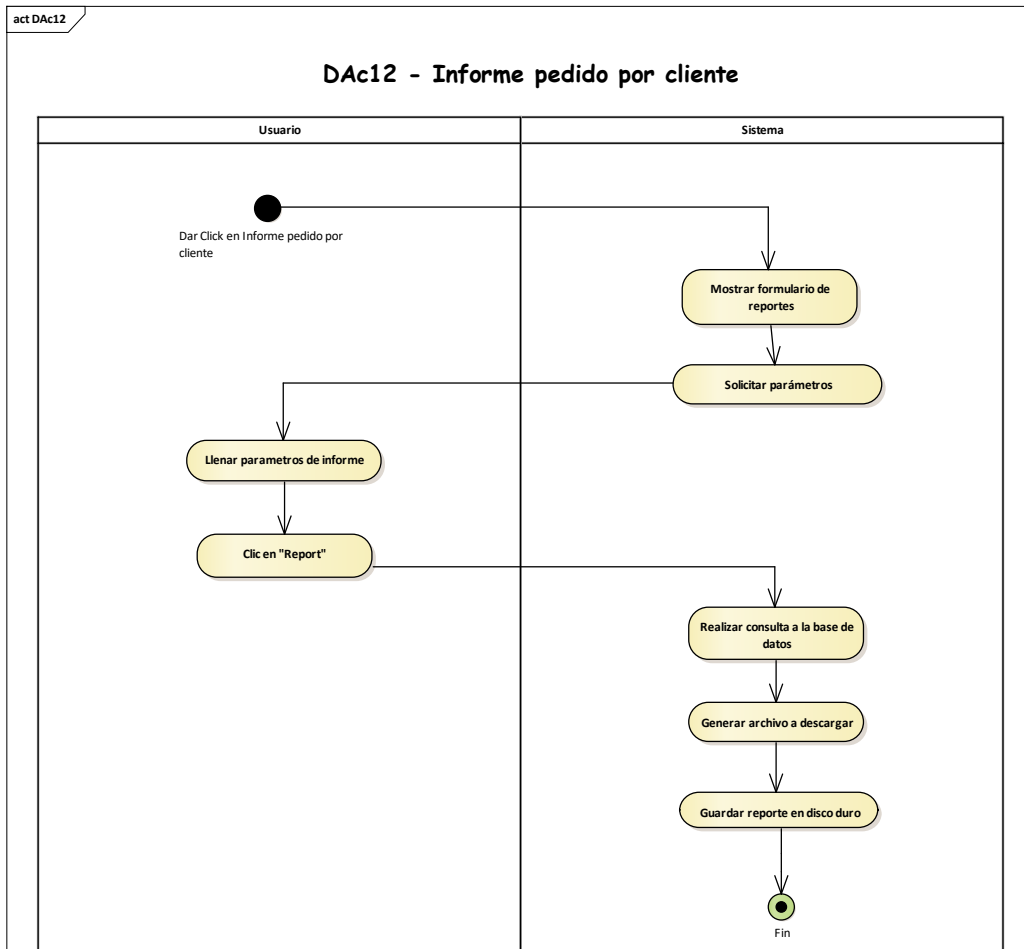 act DAc12
DAc12 - Informe pedido por cliente
Usuario
Sistema
Dar Click en Informe pedido por
cliente
Mostrar formulario de
reportes
Solicitar parámetros
Llenar parametros de informe
Clic en "Report"
Realizar consulta a la base de
datos
Generar archivo a descargar
Guardar reporte en disco duro
Fin